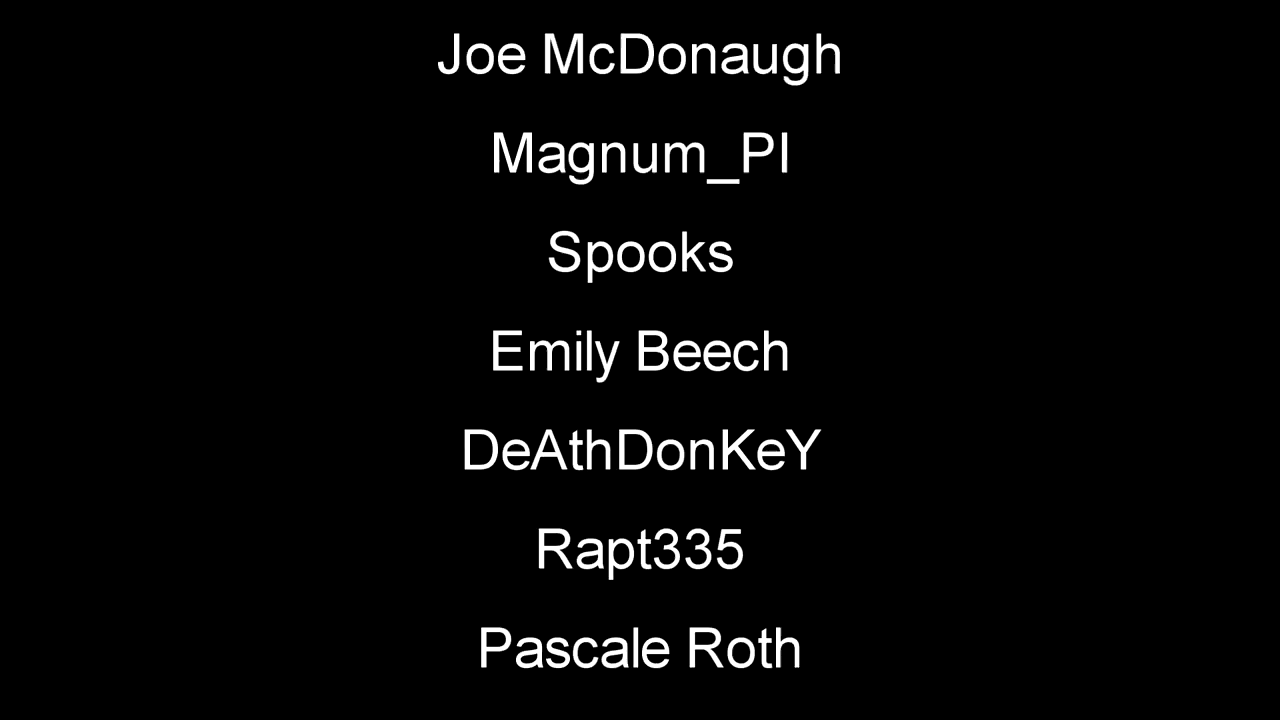 Joe McDonaugh
Magnum_PI
Spooks
Emily Beech
DeAthDonKeY
Rapt335
Pascale Roth